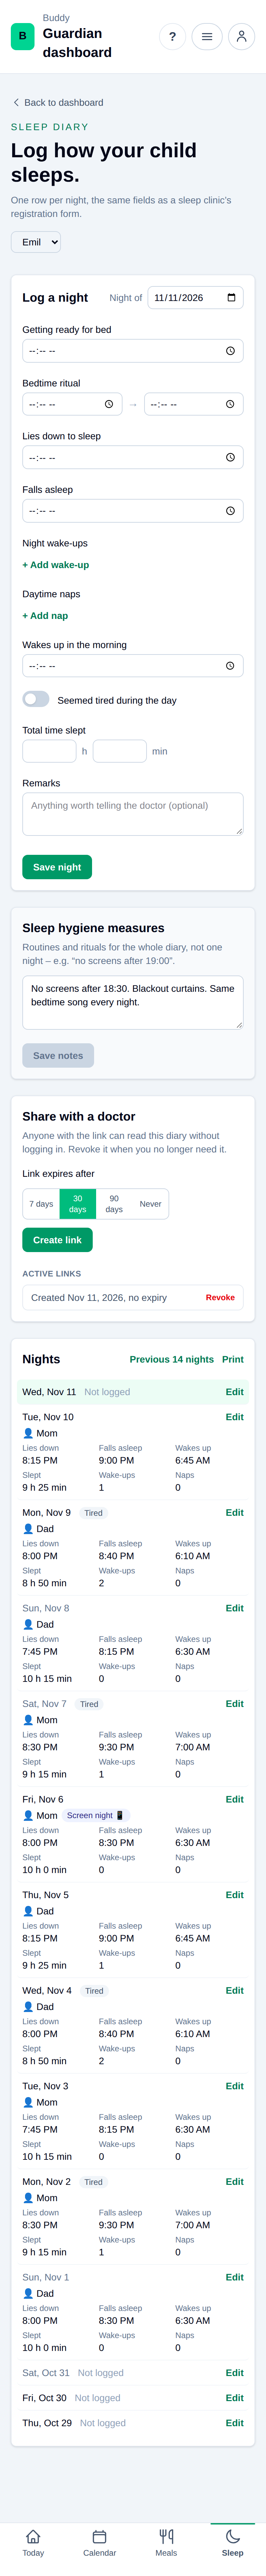 B
Buddy
Guardian
dashboard
?
Back to dashboard
SLEEP DIARY
Log how your child
sleeps.
One row per night, the same fields as a sleep clinic's
registration form.
Emil
Log a night
Night of
11/11/2026
Getting ready for bed
--:-- --
Bedtime ritual
--:-- -- → --:-- --
Lies down to sleep
--:-- --
Falls asleep
--:-- --
Night wake-ups
+ Add wake-up
Daytime naps
+ Add nap
Wakes up in the morning
--:-- --
Seemed tired during the day
Total time slept
h min
Remarks
Anything worth telling the doctor (optional)
Save night
Sleep hygiene measures
Routines and rituals for the whole diary, not one
night – e.g. “no screens after 19:00”.
No screens after 18:30. Blackout curtains. Same
bedtime song every night.
Save notes
Share with a doctor
Anyone with the link can read this diary without
logging in. Revoke it when you no longer need it.
Link expires after
7 days 30 days 90 days Never
Create link
ACTIVE LINKS
Created Nov 11, 2026, no expiry Revoke
Nights Previous 14 nights Print
Wed, Nov 11 Not logged Edit
Tue, Nov 10 Edit
👤 Mom
Lies down Falls asleep Wakes up
8:15 PM 9:00 PM 6:45 AM
Slept Wake-ups Naps
9 h 25 min 1 0
Mon, Nov 9 Tired Edit
👤 Dad
Lies down Falls asleep Wakes up
8:00 PM 8:40 PM 6:10 AM
Slept Wake-ups Naps
8 h 50 min 2 0
Sun, Nov 8 Edit
👤 Dad
Lies down Falls asleep Wakes up
7:45 PM 8:15 PM 6:30 AM
Slept Wake-ups Naps
10 h 15 min 0 0
Sat, Nov 7 Tired Edit
👤 Mom
Lies down Falls asleep Wakes up
8:30 PM 9:30 PM 7:00 AM
Slept Wake-ups Naps
9 h 15 min 1 0
Fri, Nov 6 Edit
👤 Mom Screen night 📱
Lies down Falls asleep Wakes up
8:00 PM 8:30 PM 6:30 AM
Slept Wake-ups Naps
10 h 0 min 0 0
Thu, Nov 5 Edit
👤 Dad
Lies down Falls asleep Wakes up
8:15 PM 9:00 PM 6:45 AM
Slept Wake-ups Naps
9 h 25 min 1 0
Wed, Nov 4 Tired Edit
👤 Dad
Lies down Falls asleep Wakes up
8:00 PM 8:40 PM 6:10 AM
Slept Wake-ups Naps
8 h 50 min 2 0
Tue, Nov 3 Edit
👤 Mom
Lies down Falls asleep Wakes up
7:45 PM 8:15 PM 6:30 AM
Slept Wake-ups Naps
10 h 15 min 0 0
Mon, Nov 2 Tired Edit
👤 Mom
Lies down Falls asleep Wakes up
8:30 PM 9:30 PM 7:00 AM
Slept Wake-ups Naps
9 h 15 min 1 0
Sun, Nov 1 Edit
👤 Dad
Lies down Falls asleep Wakes up
8:00 PM 8:30 PM 6:30 AM
Slept Wake-ups Naps
10 h 0 min 0 0
Sat, Oct 31 Not logged Edit
Fri, Oct 30 Not logged Edit
Thu, Oct 29 Not logged Edit
Today Calendar Meals Sleep